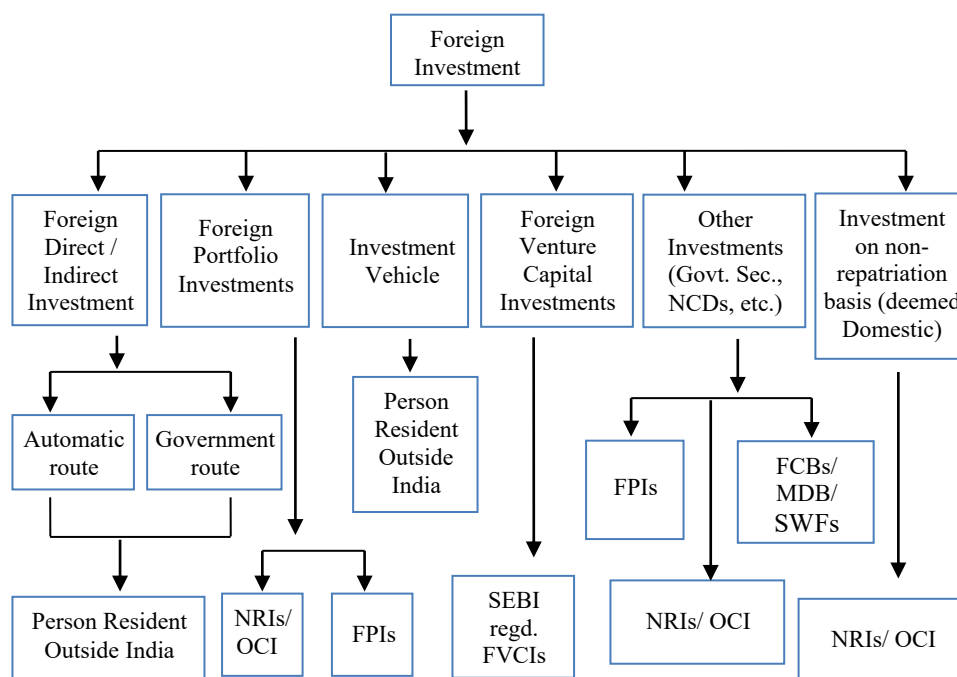 Foreign
Investment
Foreign
Direct /
Indirect
Investment
Foreign
Portfolio
Investments
Investment
Vehicle
Foreign
Venture
Capital
Investments
Other
Investments
(Govt. Sec.,
NCDs, etc.)
Investment
on non-
repatriation
basis (deemed
Domestic)
Automatic
route
Government
route
Person
Resident
Outside
India
FPIs
FCBs/
MDB/
SWFs
Person Resident
Outside India
NRIs/
OCI
FPIs
SEBI
regd.
FVCIs
NRIs/ OCI
NRIs/ OCI